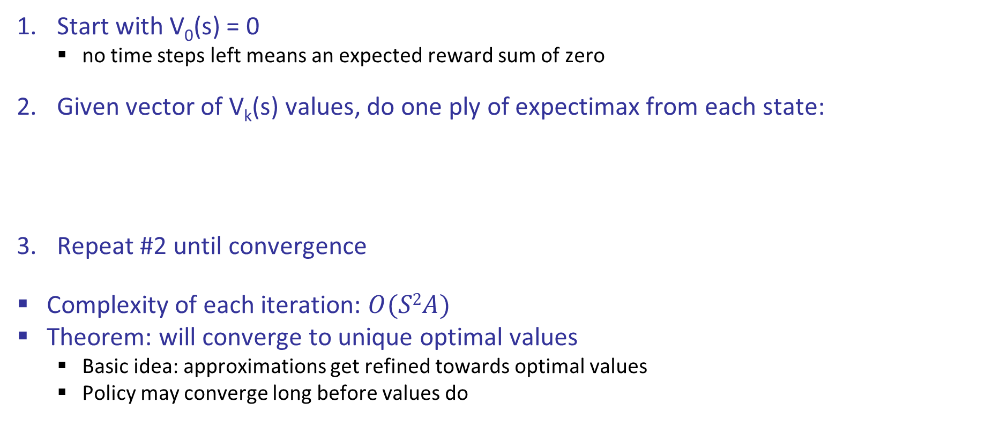 1. Start with V₀(s) = 0
▪ no time steps left means an expected reward sum of zero
2. Given vector of Vₖ(s) values, do one ply of expectimax from each state:
3. Repeat #2 until convergence
▪ Complexity of each iteration: O(S²A)
▪ Theorem: will converge to unique optimal values
▪ Basic idea: approximations get refined towards optimal values
▪ Policy may converge long before values do